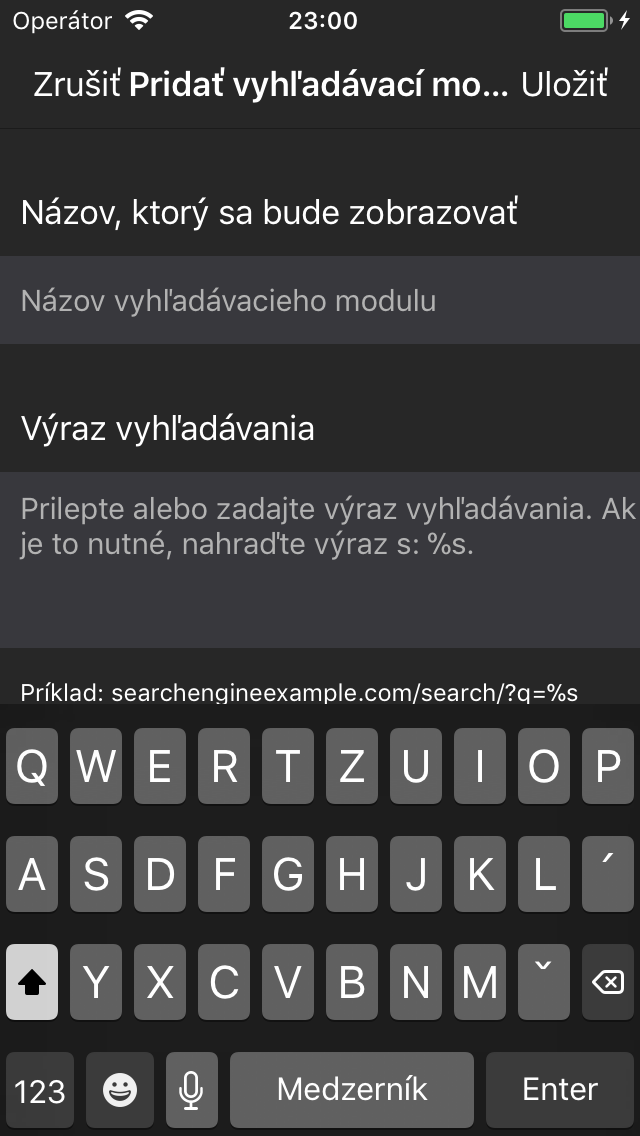 Operátor 23:00
Zrušiť Pridať vyhľadávací mo... Uložiť
Názov, ktorý sa bude zobrazovať
Názov vyhľadávacieho modulu
Výraz vyhľadávania
Prilepte alebo zadajte výraz vyhľadávania. Ak
je to nutné, nahraďte výraz s: %s.
Príklad: searchengineexample.com/search/?q=%s
Q W E R T Z U I O P
A S D F G H J K L ´
Y X C V B N M ˇ
123 Medzerník Enter